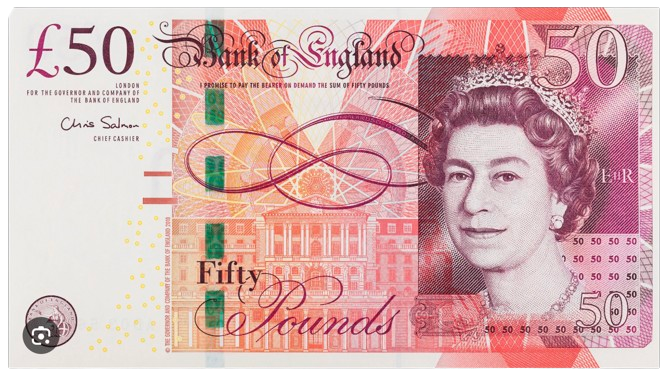 £50
LONDON
FOR THE GOVERNOR AND COMPANY OF
THE BANK OF ENGLAND
Chris Salmon
CHIEF CASHIER
Bank of England
I PROMISE TO PAY THE BEARER ON DEMAND THE SUM OF FIFTY POUNDS
50
EIIR
Fifty
Pounds
© THE GOVERNOR AND COMPANY OF THE BANK OF ENGLAND 2010
50 50 50 50
50 50 50 50
50 50 50
50
50 50 50 50 50 50 50 50 50